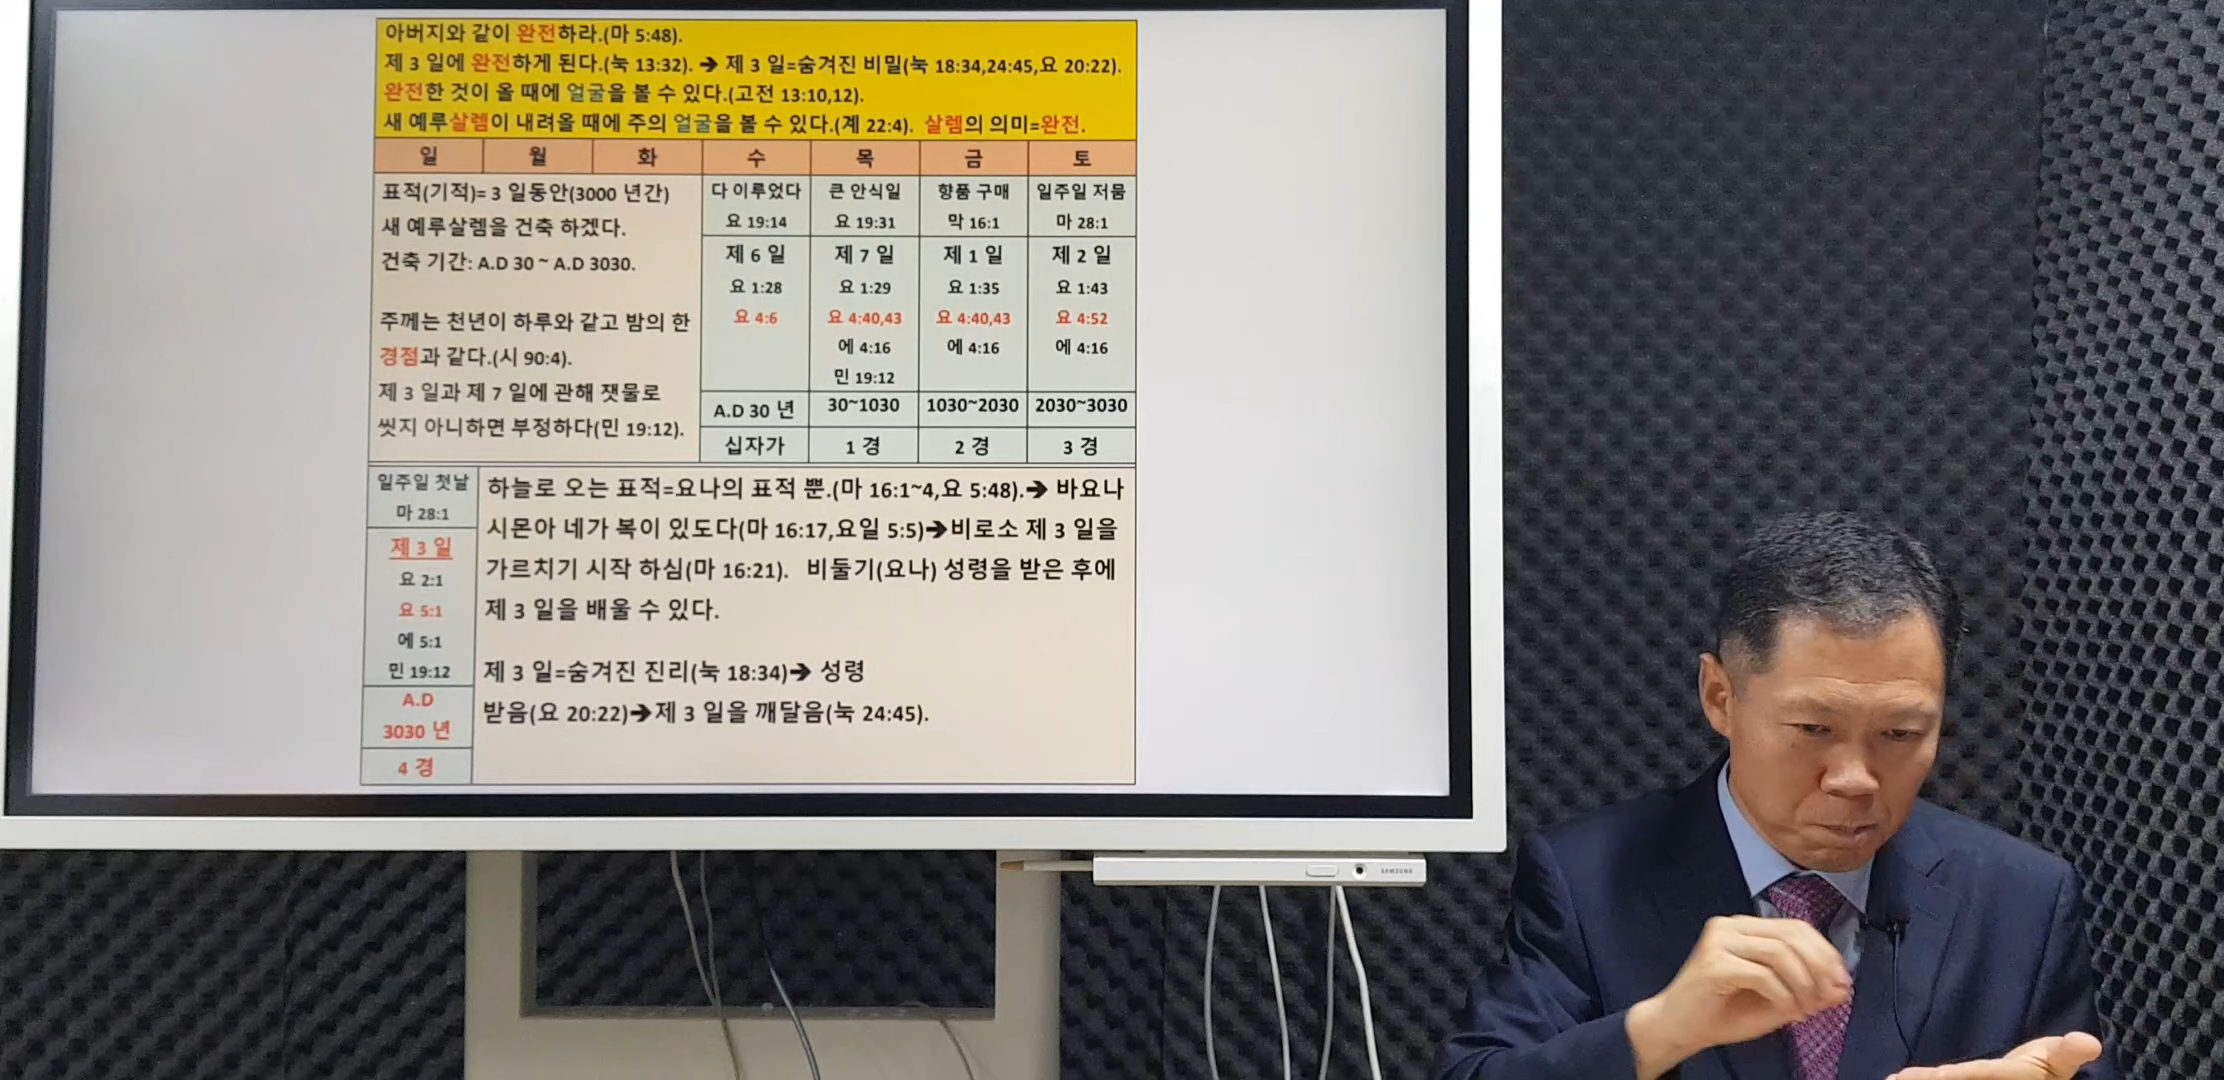 아버지와 같이 완전하라.(마 5:48).
제 3 일에 완전하게 된다.(눅 13:32). ➔ 제 3 일=숨겨진 비밀(눅 18:34,24:45,요 20:22).
완전한 것이 올 때에 얼굴을 볼 수 있다.(고전 13:10,12).
새 예루살렘이 내려올 때에 주의 얼굴을 볼 수 있다.(계 22:4). 살렘의 의미=완전.
일 월 화 수 목 금 토
표적(기적)= 3 일동안(3000 년간)
새 예루살렘을 건축 하겠다.
건축 기간: A.D 30 ~ A.D 3030.
주께는 천년이 하루와 같고 밤의 한
경점과 같다.(시 90:4).
제 3 일과 제 7 일에 관해 잿물로
씻지 아니하면 부정하다(민 19:12).
다 이루었다 큰 안식일 향품 구매 일주일 저뭄
요 19:14 요 19:31 막 16:1 마 28:1
제 6 일 제 7 일 제 1 일 제 2 일
요 1:28 요 1:29 요 1:35 요 1:43
요 4:6 요 4:40,43 요 4:40,43 요 4:52
에 4:16 에 4:16 에 4:16
민 19:12
A.D 30 년 30~1030 1030~2030 2030~3030
십자가 1 경 2 경 3 경
일주일 첫날
마 28:1
제 3 일
요 2:1
요 5:1
에 5:1
민 19:12
A.D
3030 년
4 경
하늘로 오는 표적=요나의 표적 뿐.(마 16:1~4,요 5:48).➔ 바요나
시몬아 네가 복이 있도다(마 16:17,요일 5:5)➔비로소 제 3 일을
가르치기 시작 하심(마 16:21). 비둘기(요나) 성령을 받은 후에
제 3 일을 배울 수 있다.
제 3 일=숨겨진 진리(눅 18:34)➔ 성령
받음(요 20:22)➔제 3 일을 깨달음(눅 24:45).
SAMSUNG